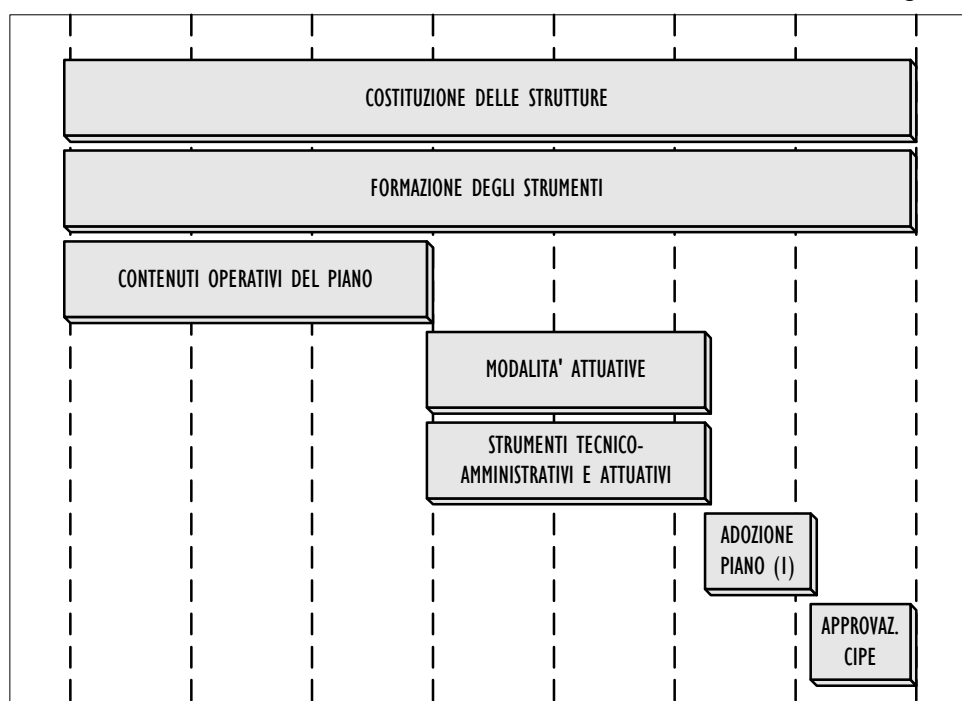 COSTITUZIONE DELLE STRUTTURE
FORMAZIONE DEGLI STRUMENTI
CONTENUTI OPERATIVI DEL PIANO
MODALITA' ATTUATIVE
STRUMENTI TECNICO-
AMMINISTRATIVI E ATTUATIVI
ADOZIONE
PIANO (I)
APPROVAZ.
CIPE